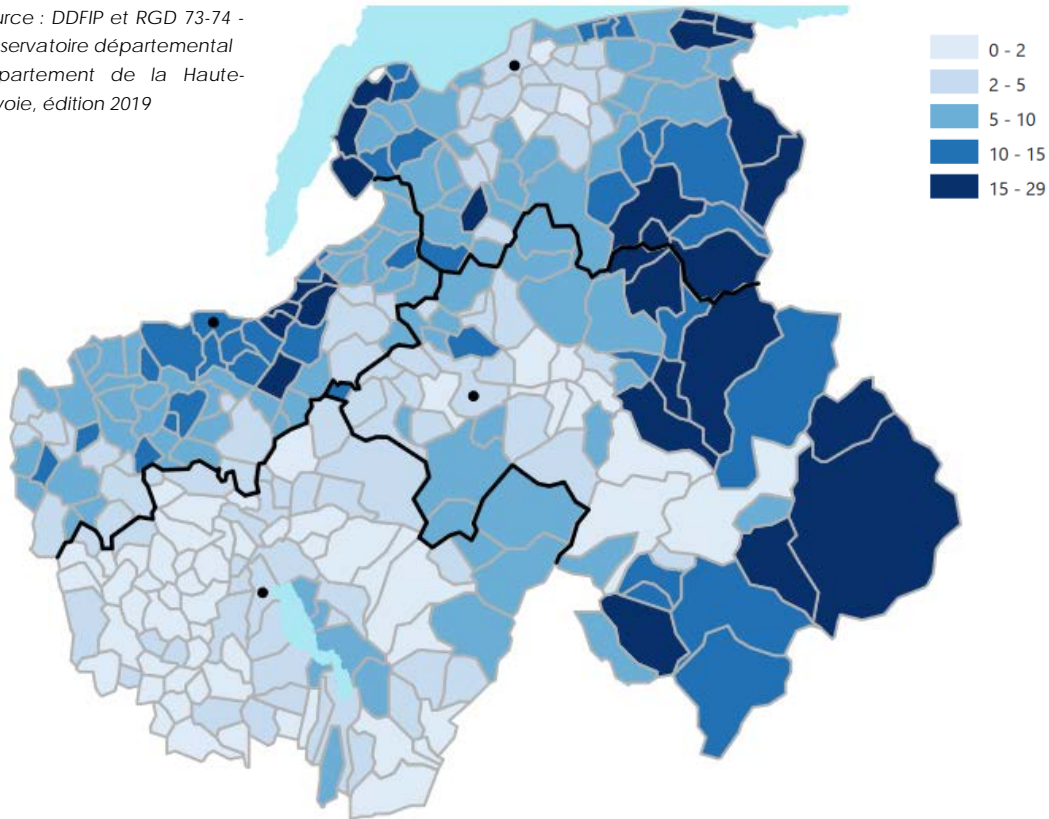 urce : DDFIP et RGD 73-74 -
servatoire départemental
partement de la Haute-
voie, édition 2019
0 - 2
2 - 5
5 - 10
10 - 15
15 - 29